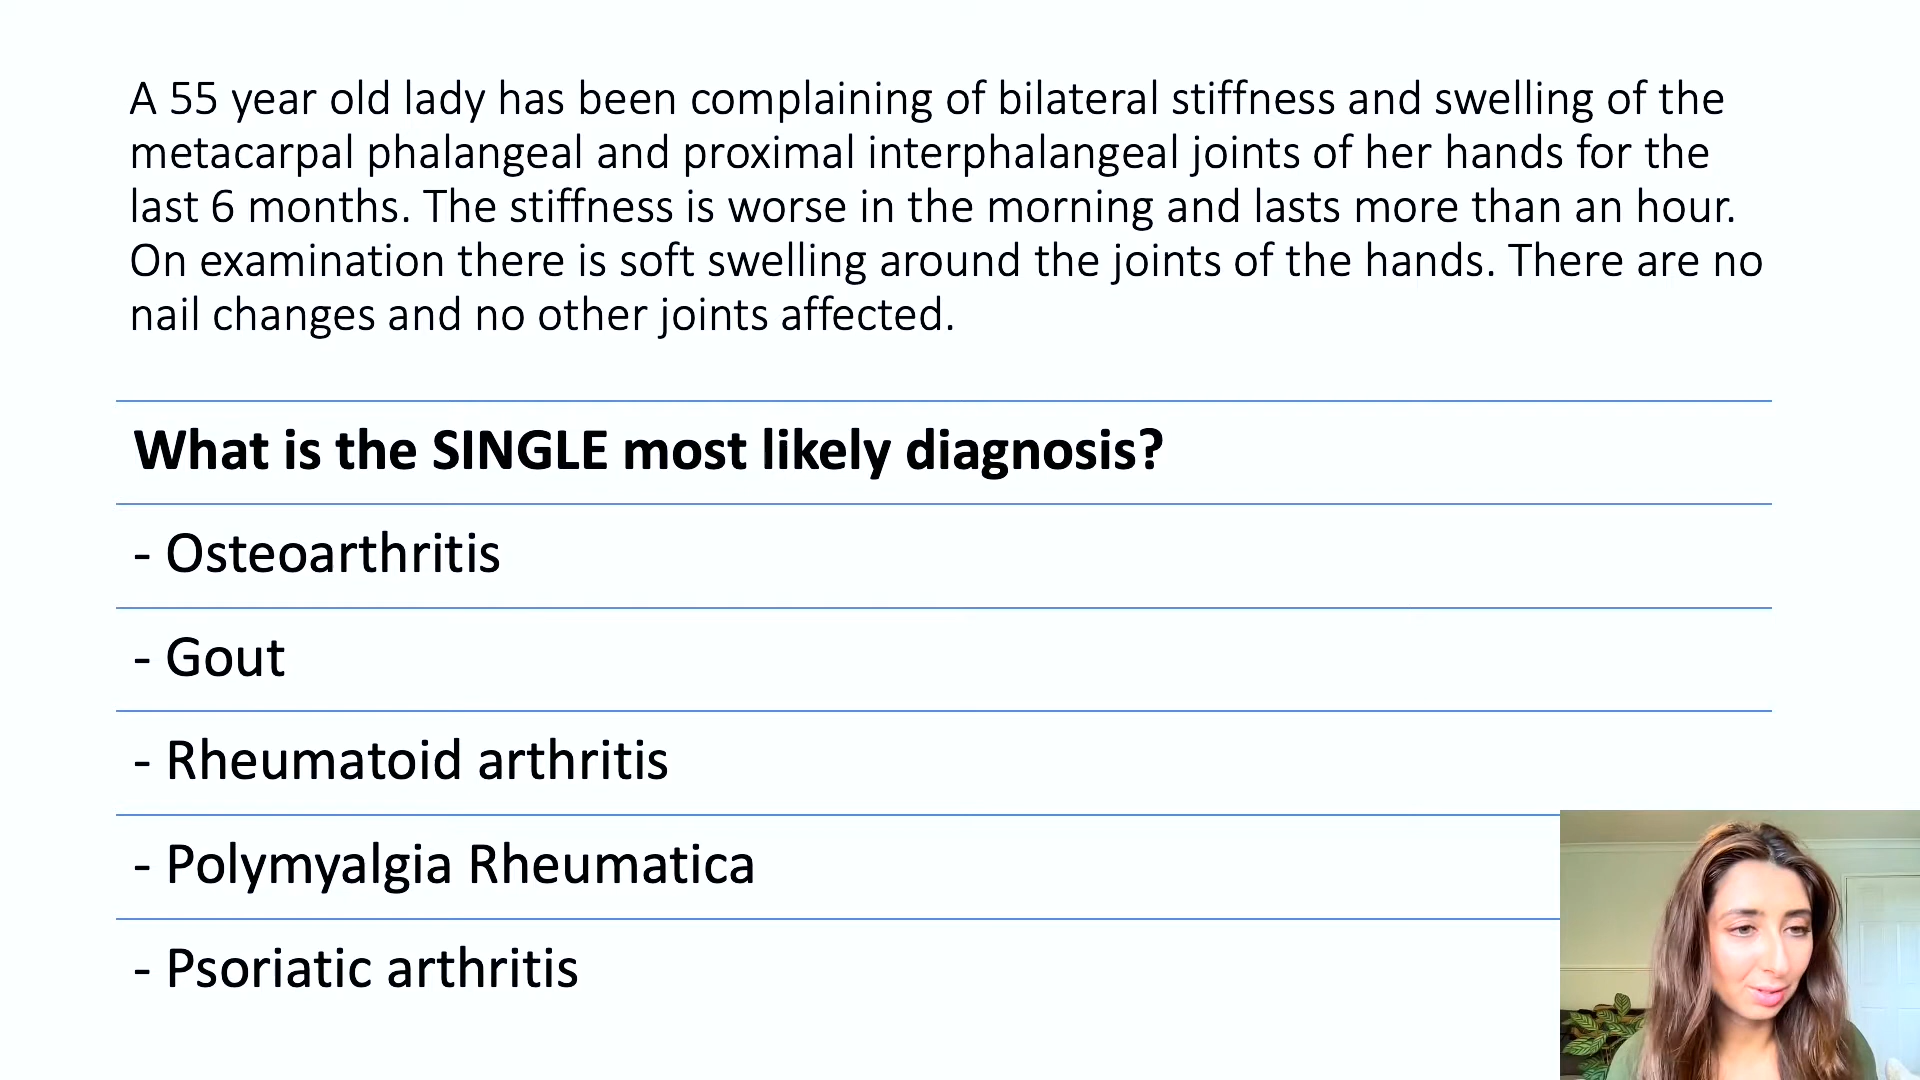 A 55 year old lady has been complaining of bilateral stiffness and swelling of the
metacarpal phalangeal and proximal interphalangeal joints of her hands for the
last 6 months. The stiffness is worse in the morning and lasts more than an hour.
On examination there is soft swelling around the joints of the hands. There are no
nail changes and no other joints affected.
What is the SINGLE most likely diagnosis?
- Osteoarthritis
- Gout
- Rheumatoid arthritis
- Polymyalgia Rheumatica
- Psoriatic arthritis